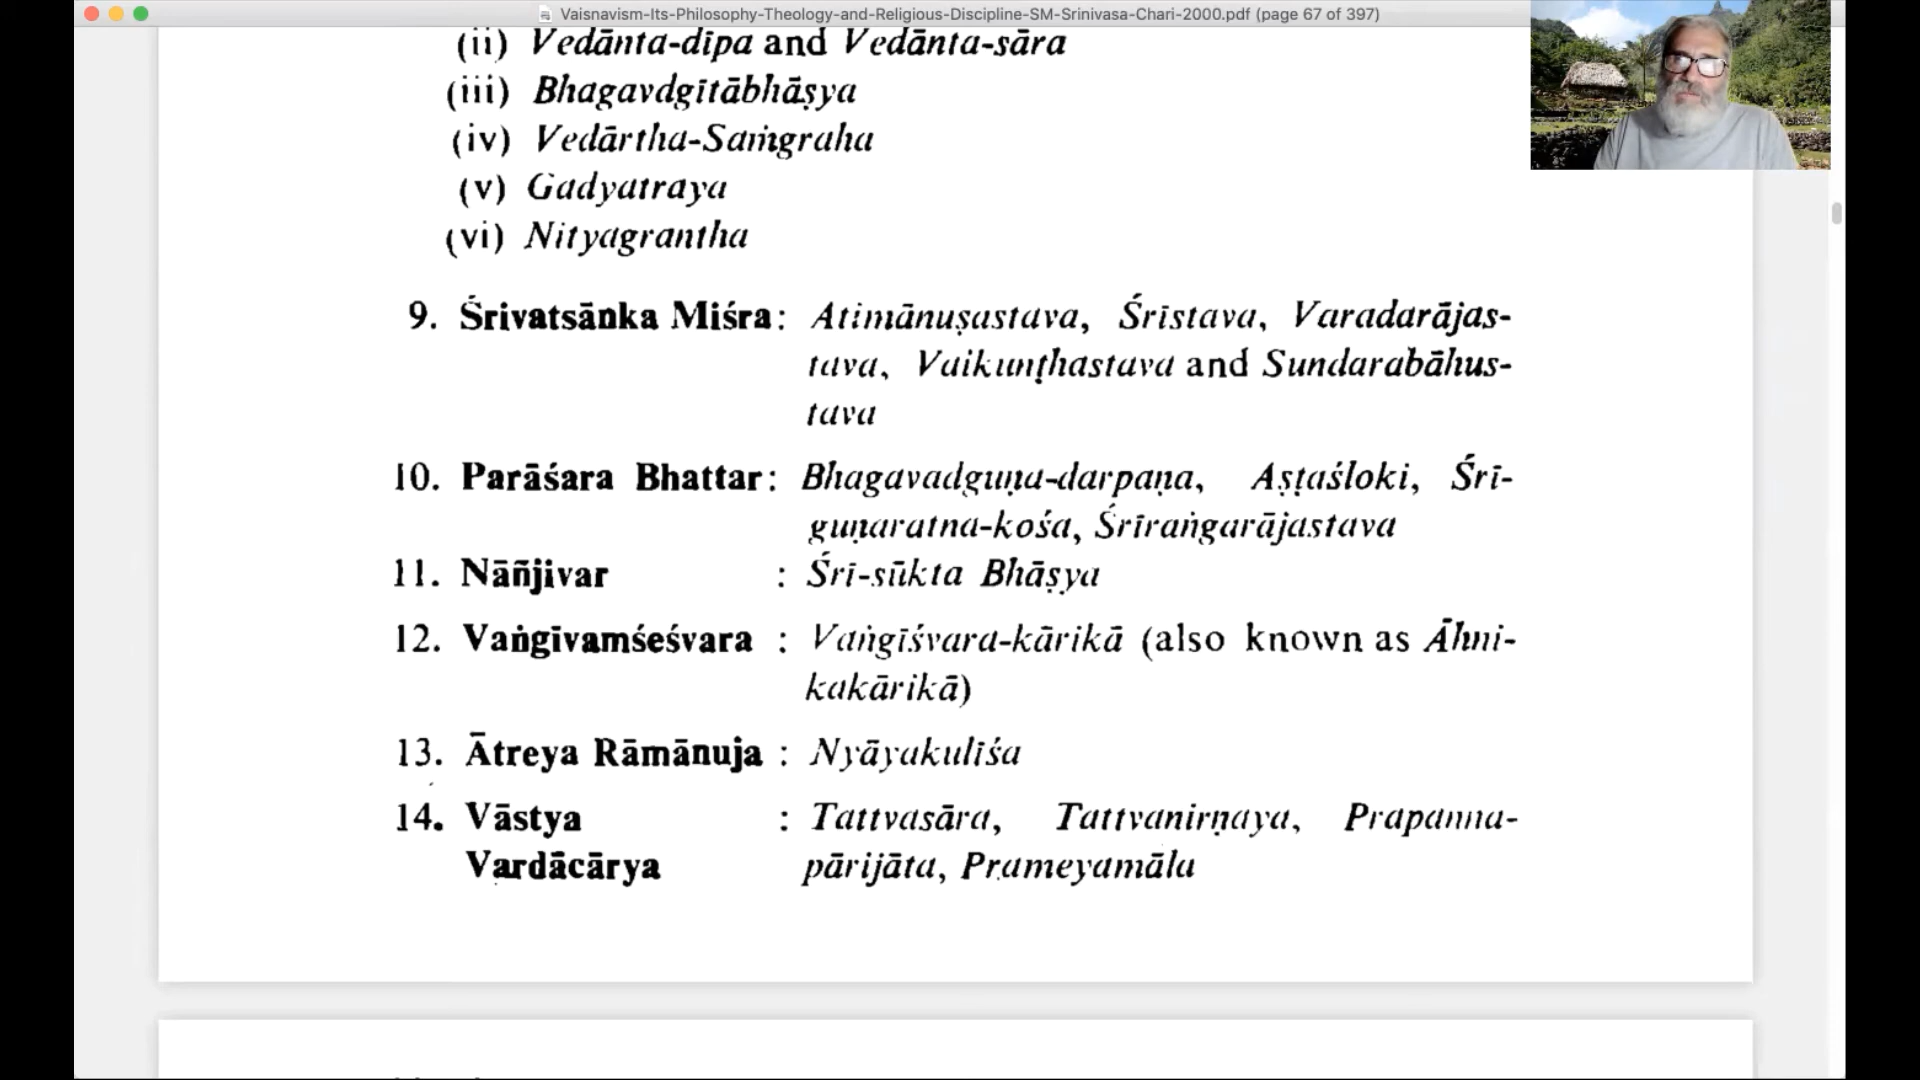 Vaisnavism-Its-Philosophy-Theology-and-Religious-Discipline-SM-Srinivasa-Chari-2000.pdf (page 67 of 397)
(ii) Vedānta-dīpa and Vedānta-sāra
(iii) Bhagavdgītābhāṣya
(iv) Vedārtha-Saṁgraha
(v) Gadyatraya
(vi) Nityagrantha
9. Śrivatsāṅka Miśra: Atimānuṣastava, Śrīstava, Varadarājas-
tava, Vaikuṇṭhastava and Sundarabāhus-
tava
10. Parāśara Bhattar: Bhagavadguṇa-darpaṇa, Aṣṭaśloki, Śrī-
guṇaratna-kośa, Śrīraṅgarājastava
11. Nāñjivar : Śrī-sūkta Bhāṣya
12. Vaṅgīvamśeśvara : Vaṅgīśvara-kārikā (also known as Āhni-
kakārikā)
13. Ātreya Rāmānuja : Nyāyakulīśa
14. Vāstya : Tattvasāra, Tattvanirṇaya, Prapanna-
Vardācārya pārijāta, Prameyamāla